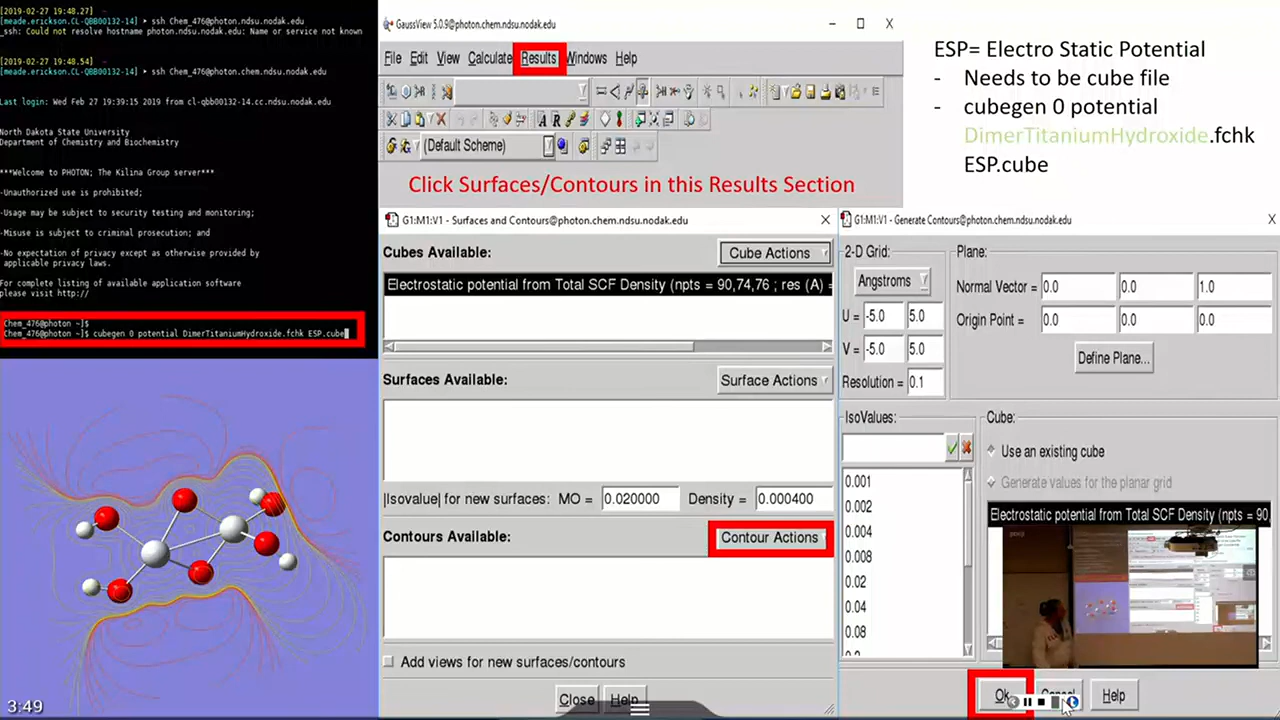 [2019-02-27 19:48.27] ~
[meade.erickson.CL-QBB00132-14] ► ssh Chem_476@photon.ndsu.nodak.edu
_ssh: Could not resolve hostname photon.ndsu.nodak.edu: Name or service not known
[2019-02-27 19:48.54] ~
[meade.erickson.CL-QBB00132-14] ► ssh Chem_476@photon.chem.ndsu.nodak.edu
Last login: Wed Feb 27 19:39:15 2019 from cl-qbb00132-14.cc.ndsu.nodak.edu
North Dakota State University
Department of Chemistry and Biochemistry
***Welcome to PHOTON; The Kilina Group server***
-Unauthorized use is prohibited;
-Usage may be subject to security testing and monitoring;
-Misuse is subject to criminal prosecution; and
-No expectation of privacy except as otherwise provided by
applicable privacy laws.
For complete listing of available application software
please visit http://
Chem_476@photon ~]$
Chem_476@photon ~]$ cubegen 0 potential DimerTitaniumHydroxide.fchk ESP.cube
3:49
GaussView 5.0.9@photon.chem.ndsu.nodak.edu
File Edit View Calculate Results Windows Help
(Default Scheme)
Click Surfaces/Contours in this Results Section
G1:M1:V1 - Surfaces and Contours@photon.chem.ndsu.nodak.edu
Cubes Available: Cube Actions
Electrostatic potential from Total SCF Density (npts = 90,74,76 ; res (A) =
Surfaces Available: Surface Actions
|Isovalue| for new surfaces: MO = 0.020000 Density = 0.000400
Contours Available: Contour Actions
Add views for new surfaces/contours
Close Help
ESP= Electro Static Potential
- Needs to be cube file
- cubegen 0 potential
DimerTitaniumHydroxide.fchk
ESP.cube
G1:M1:V1 - Generate Contours@photon.chem.ndsu.nodak.edu
2-D Grid: Plane:
Angstroms Normal Vector = 0.0 0.0 1.0
U = -5.0 5.0 Origin Point = 0.0 0.0 0.0
V = -5.0 5.0 Define Plane...
Resolution = 0.1
IsoValues: Cube:
Use an existing cube
Generate values for the planar grid
Electrostatic potential from Total SCF Density (npts = 90,
0.001
0.002
0.004
0.008
0.02
0.04
0.08
Ok Cancel Help